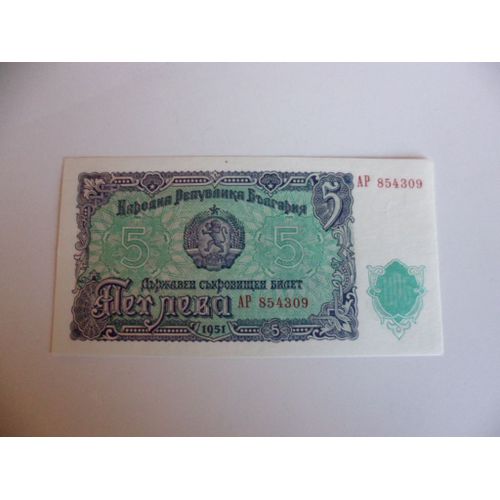 Народна Република България
5
АР 854309
5
5
Държавен съкровищен билет
Пет лева
АР 854309
1951
5